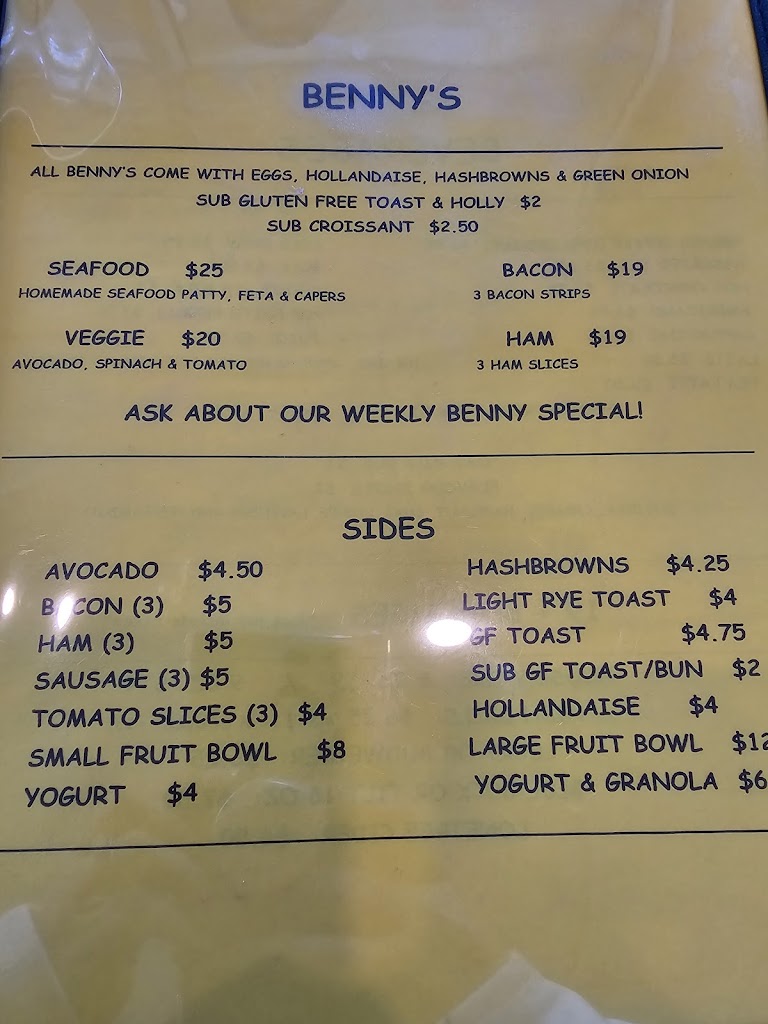 BENNY'S
ALL BENNY'S COME WITH EGGS, HOLLANDAISE, HASHBROWNS & GREEN ONION
SUB GLUTEN FREE TOAST & HOLLY $2
SUB CROISSANT $2.50
SEAFOOD $25
HOMEMADE SEAFOOD PATTY, FETA & CAPERS
BACON $19
3 BACON STRIPS
VEGGIE $20
AVOCADO, SPINACH & TOMATO
HAM $19
3 HAM SLICES
ASK ABOUT OUR WEEKLY BENNY SPECIAL!
SIDES
AVOCADO $4.50
BACON (3) $5
HAM (3) $5
SAUSAGE (3) $5
TOMATO SLICES (3) $4
SMALL FRUIT BOWL $8
YOGURT $4
HASHBROWNS $4.25
LIGHT RYE TOAST $4
GF TOAST $4.75
SUB GF TOAST/BUN $2
HOLLANDAISE $4
LARGE FRUIT BOWL $12
YOGURT & GRANOLA $6